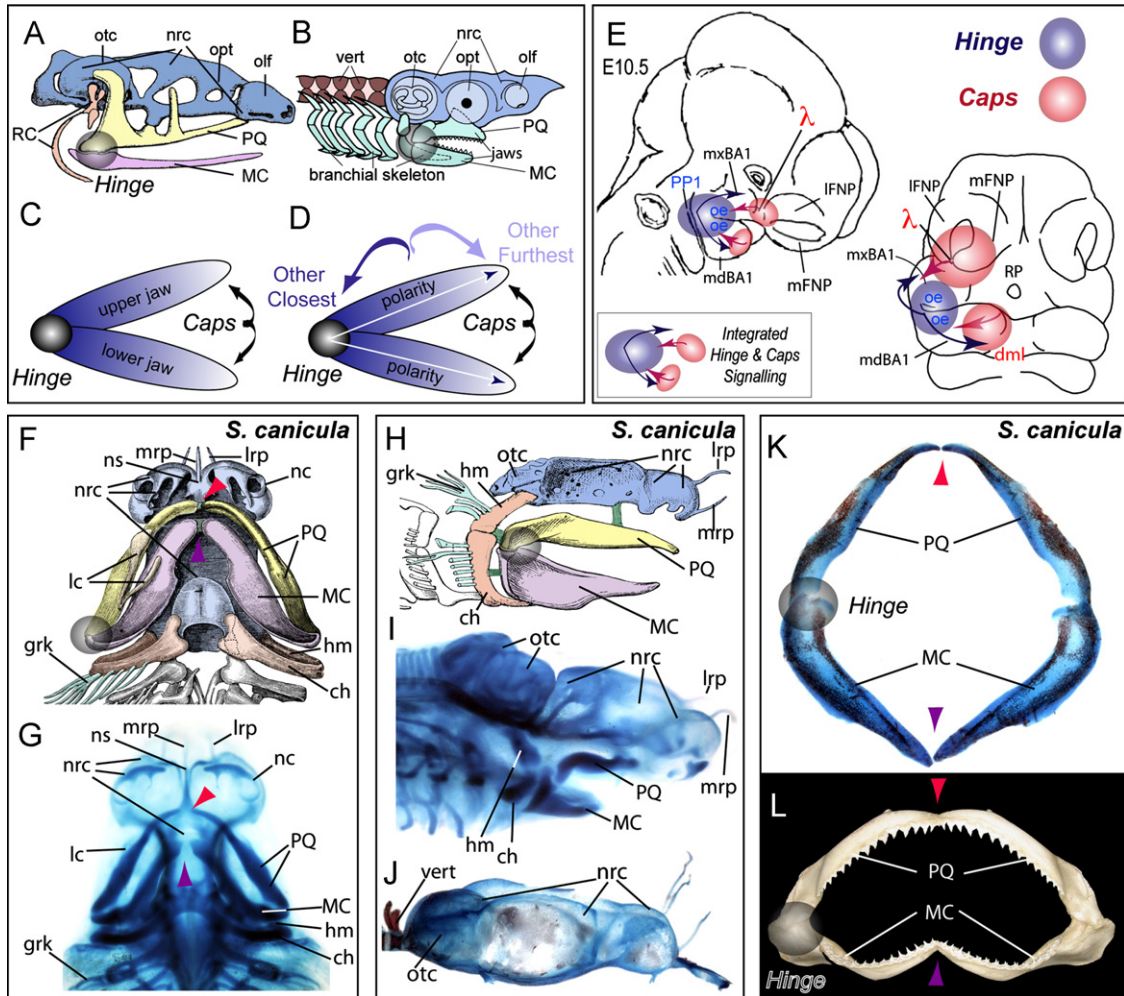 A
otc
nrc
opt
olf
RC
PQ
MC
Hinge
B
vert
otc
nrc
opt
olf
PQ
jaws
MC
branchial skeleton
C
upper jaw
lower jaw
Caps
Hinge
D
Other
Closest
Other
Furthest
polarity
polarity
Caps
Hinge
E
E10.5
Hinge
Caps
λ
mxBA1
PP1
oe
oe
lFNP
mdBA1
mFNP
lFNP
mFNP
λ
mxBA1
RP
oe
oe
mdBA1
dml
Integrated
Hinge & Caps
Signalling
F
S. canicula
mrp
lrp
ns
nc
nrc
PQ
lc
MC
grk
hm
ch
G
mrp
lrp
ns
nc
nrc
lc
PQ
MC
hm
grk
ch
H
S. canicula
otc
nrc
lrp
hm
grk
mrp
PQ
ch
MC
I
otc
nrc
lrp
PQ
mrp
hm
ch
MC
J
vert
nrc
otc
K
S. canicula
PQ
Hinge
MC
L
PQ
MC
Hinge